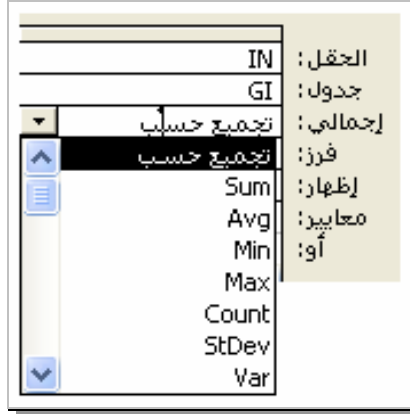 الحقل: IN
جدول: GI
إجمالي: تجميع حسب
فرز: تجميع حسب
إظهار: Sum
معايير: Avg
أو: Min
Max
Count
StDev
Var